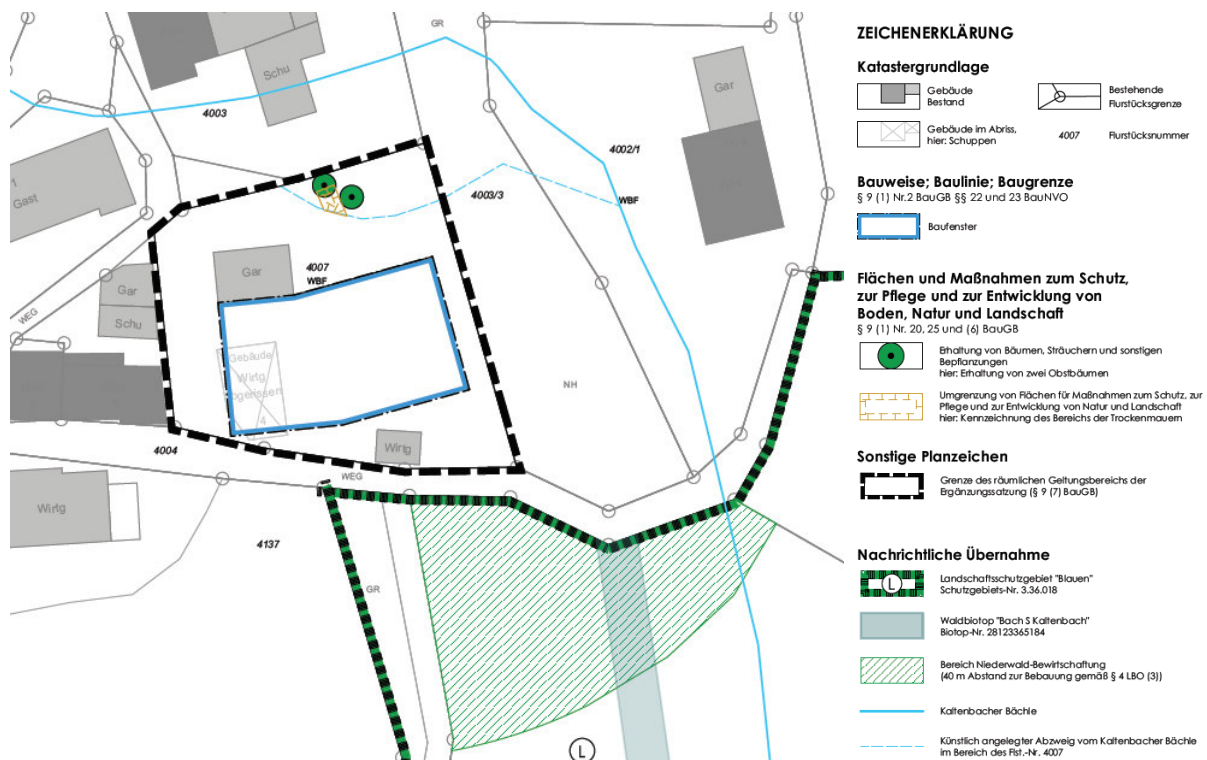 GR
Schu
4003
Gar
4002/1
Gast
4003/3
WBF
Gar
4007
WBF
Gar
Schu
WEG
Gebäude
Wirtg
4
NH
Wirtg
4004
WEG
Wirtg
4137
GR
L
ZEICHENERKLÄRUNG
Katastergrundlage
Gebäude
Bestand
Bestehende
Flurstücksgrenze
Gebäude im Abriss,
hier: Schuppen
4007 Flurstücksnummer
Bauweise; Baulinie; Baugrenze
§ 9 (1) Nr.2 BauGB §§ 22 und 23 BauNVO
Baufenster
Flächen und Maßnahmen zum Schutz,
zur Pflege und zur Entwicklung von
Boden, Natur und Landschaft
§ 9 (1) Nr. 20, 25 und (6) BauGB
Erhaltung von Bäumen, Sträuchern und sonstigen
Bepflanzungen
hier: Erhaltung von zwei Obstbäumen
Umgrenzung von Flächen für Maßnahmen zum Schutz, zur
Pflege und zur Entwicklung von Natur und Landschaft
hier: Kennzeichnung des Bereichs der Trockenmauern
Sonstige Planzeichen
Grenze des räumlichen Geltungsbereichs der
Ergänzungssatzung (§ 9 (7) BauGB)
Nachrichtliche Übernahme
L
Landschaftsschutzgebiet "Blauen"
Schutzgebiets-Nr. 3.36.018
Waldbiotop "Bach S Kaltenbach"
Biotop-Nr. 28123365184
Bereich Niederwald-Bewirtschaftung
(40 m Abstand zur Bebauung gemäß § 4 LBO (3))
Kaltenbacher Bächle
Künstlich angelegter Abzweig vom Kaltenbacher Bächle
im Bereich des Flst.-Nr. 4007